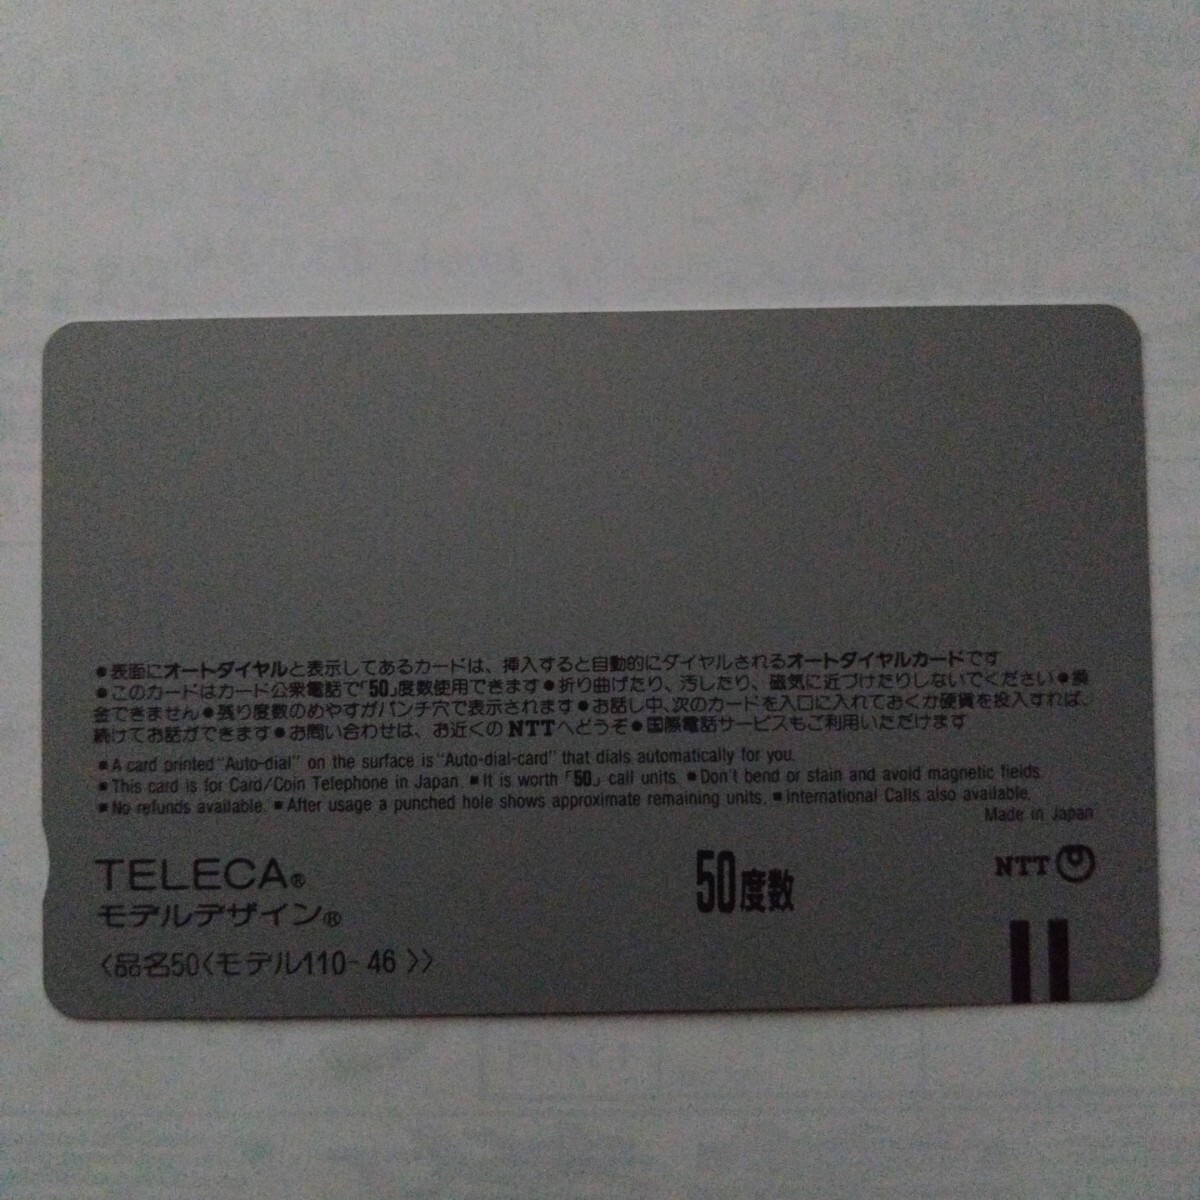 ●表面にオートダイヤルと表示してあるカードは、挿入すると自動的にダイヤルされるオートダイヤルカードです
●このカードはカード公衆電話で「50」度数使用できます●折り曲げたり、汚したり、磁気に近づけたりしないでください●換
金できません●残り度数のめやすがパンチ穴で表示されます●お話し中、次のカードを入口に入れておくか硬貨を投入すれば、
続けてお話ができます●お問い合わせは、お近くのNTTへどうぞ●国際電話サービスもご利用いただけます
■A card printed "Auto-dial" on the surface is "Auto-dial-card" that dials automatically for you.
■This card is for Card/Coin Telephone in Japan. ■It is worth「50」call units. ■Don't bend or stain and avoid magnetic fields.
■No refunds available. ■After usage a punched hole shows approximate remaining units. ■International Calls also available.
Made in Japan
TELECA®
モデルデザイン®
50度数
NTT
〈品名50〈モデル110-46〉〉